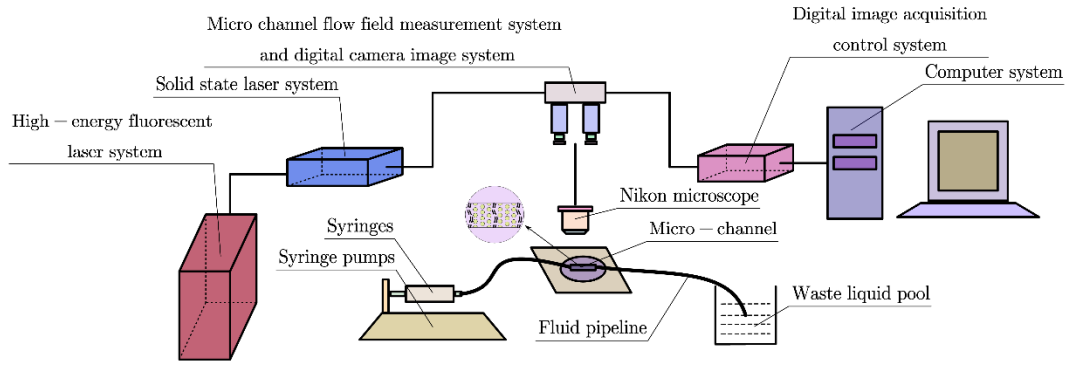 Micro channel flow field measurement system
and digital camera image system
Digital image acquisition
control system
Solid state laser system
Computer system
High - energy fluorescent
laser system
Nikon microscope
Syringes
Micro - channel
Syringe pumps
Waste liquid pool
Fluid pipeline